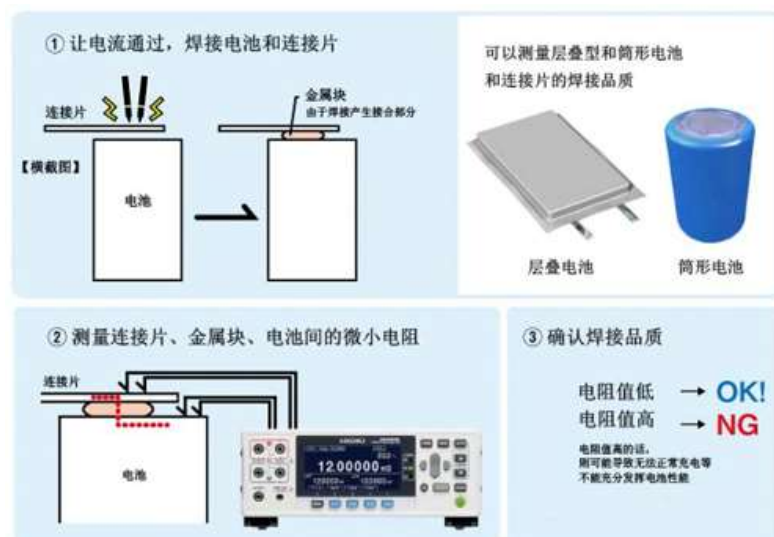 ① 让电流通过，焊接电池和连接片
连接片
金属块
由于焊接产生接合部分
【横截图】
电池
可以测量层叠型和筒形电池
和连接片的焊接品质
层叠电池
筒形电池
② 测量连接片、金属块、电池间的微小电阻
连接片
电池
HIOKI
12.00000 mΩ
③ 确认焊接品质
电阻值低 → OK!
电阻值高 → NG
电阻值高的话，
则可能导致无法正常充电等
不能充分发挥电池性能